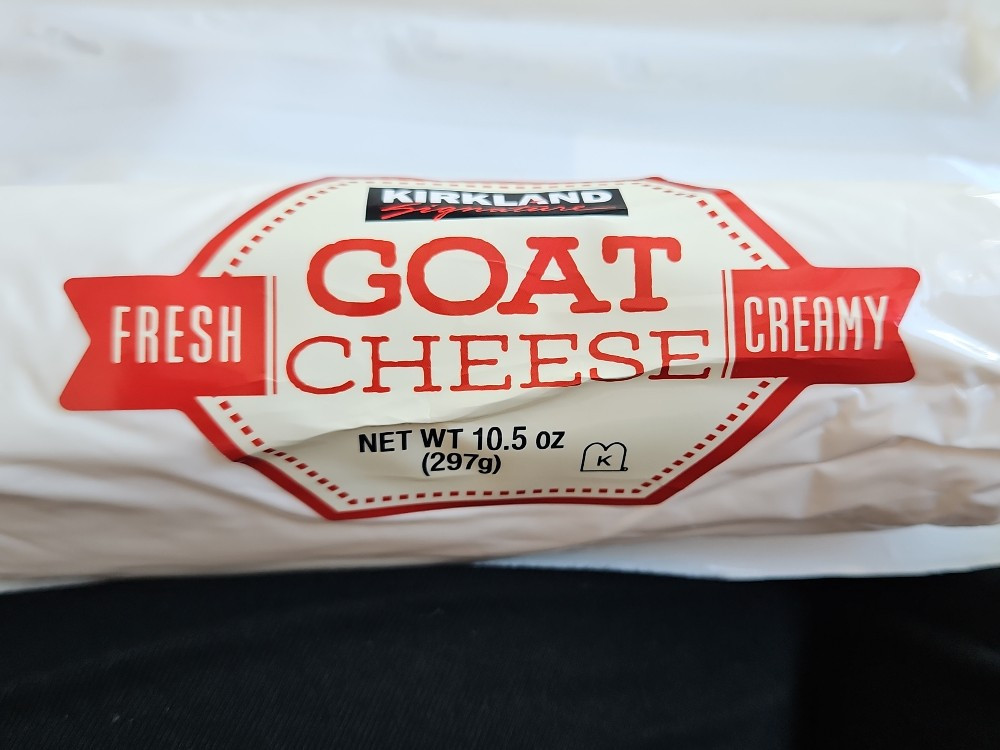 KIRKLAND
Signature
GOAT
CHEESE
FRESH
CREAMY
NET WT 10.5 oz
(297g)
K